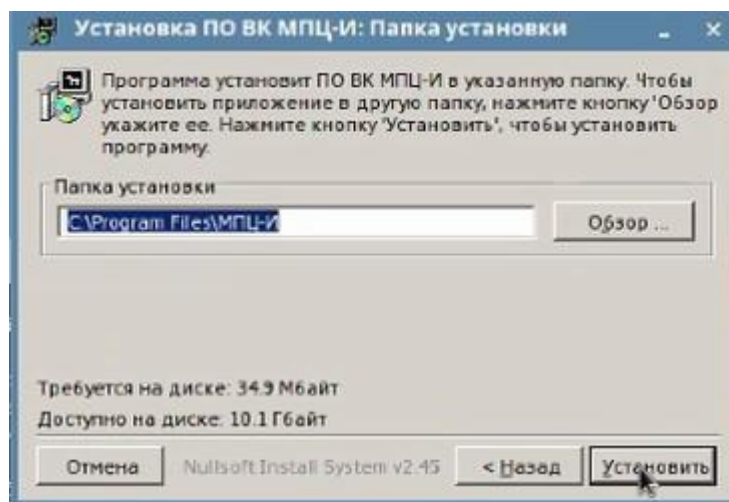 Установка ПО ВК МПЦ-И: Папка установки
Программа установит ПО ВК МПЦ-И в указанную папку. Чтобы
установить приложение в другую папку, нажмите кнопку 'Обзор
укажите ее. Нажмите кнопку 'Установить', чтобы установить
программу.
Папка установки
C:\Program Files\МПЦ-И
Обзор ...
Требуется на диске: 34.9 Мбайт
Доступно на диске: 10.1 Гбайт
Отмена
Nullsoft Install System v2.45
< Назад
Установить